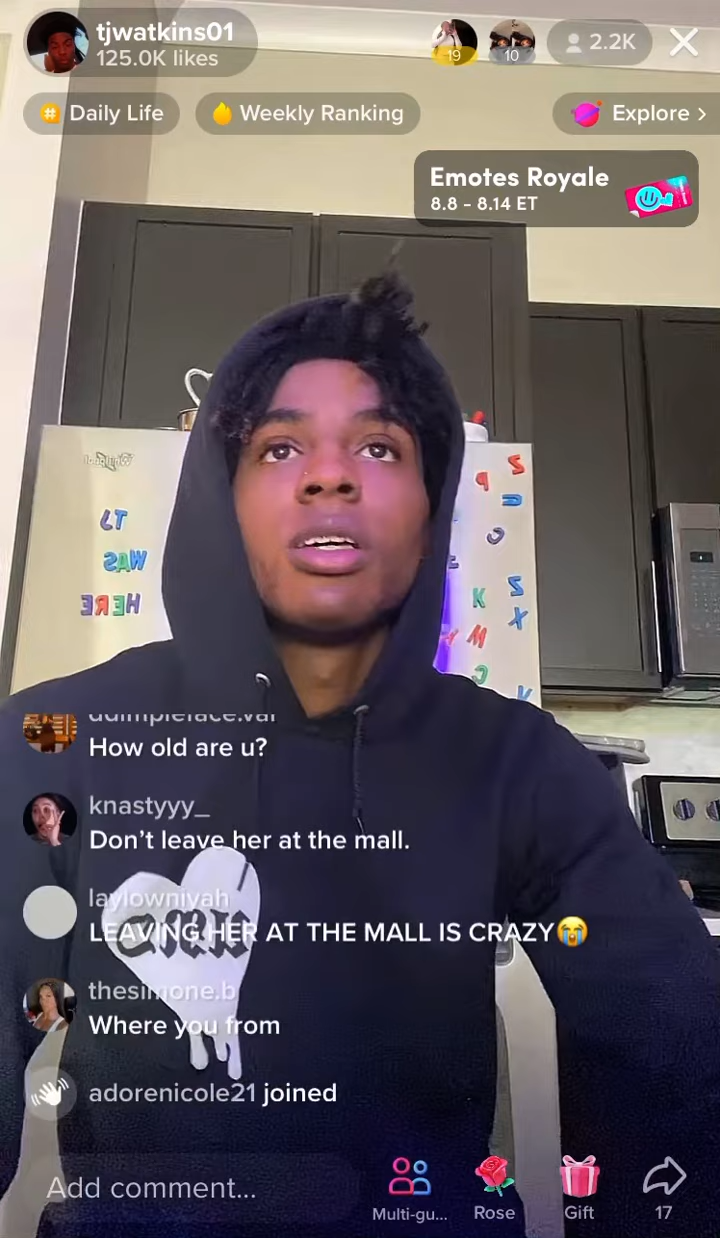 tjwatkins01
125.0K likes
19
10
2.2K
Daily Life
Weekly Ranking
Explore
Emotes Royale
8.8 - 8.14 ET
TJ
WAS
HERE
Z
P
C
K
Z
X
M
C
How old are u?
knastyyy_
Don't leave her at the mall.
laylowniyah
LEAVING HER AT THE MALL IS CRAZY😭
thesimone.b
Where you from
adorenicole21 joined
Add comment...
Multi-gu...
Rose
Gift
17